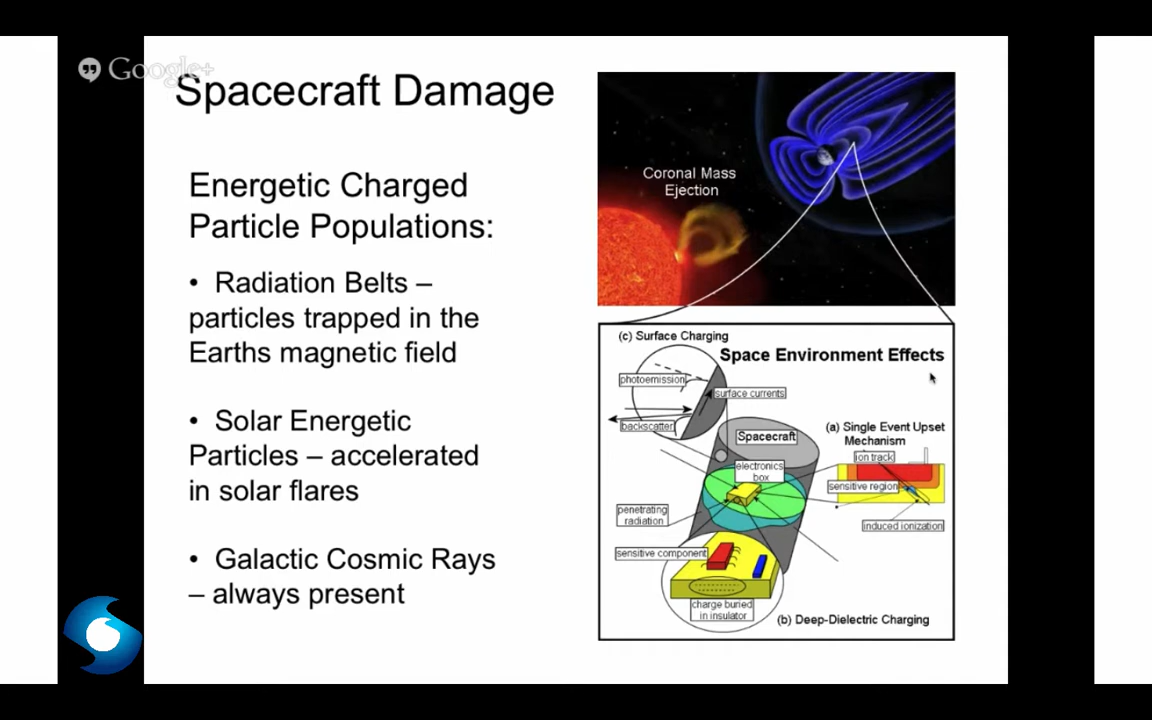 Google+
Spacecraft Damage
Energetic Charged
Particle Populations:
• Radiation Belts –
particles trapped in the
Earths magnetic field
• Solar Energetic
Particles – accelerated
in solar flares
• Galactic Cosmic Rays
– always present
Coronal Mass
Ejection
(c) Surface Charging
Space Environment Effects
photoemission
surface currents
backscatter
Spacecraft
(a) Single Event Upset
Mechanism
ion track
electronics
box
sensitive region
penetrating
radiation
induced ionization
sensitive component
charge buried
in insulator
(b) Deep-Dielectric Charging